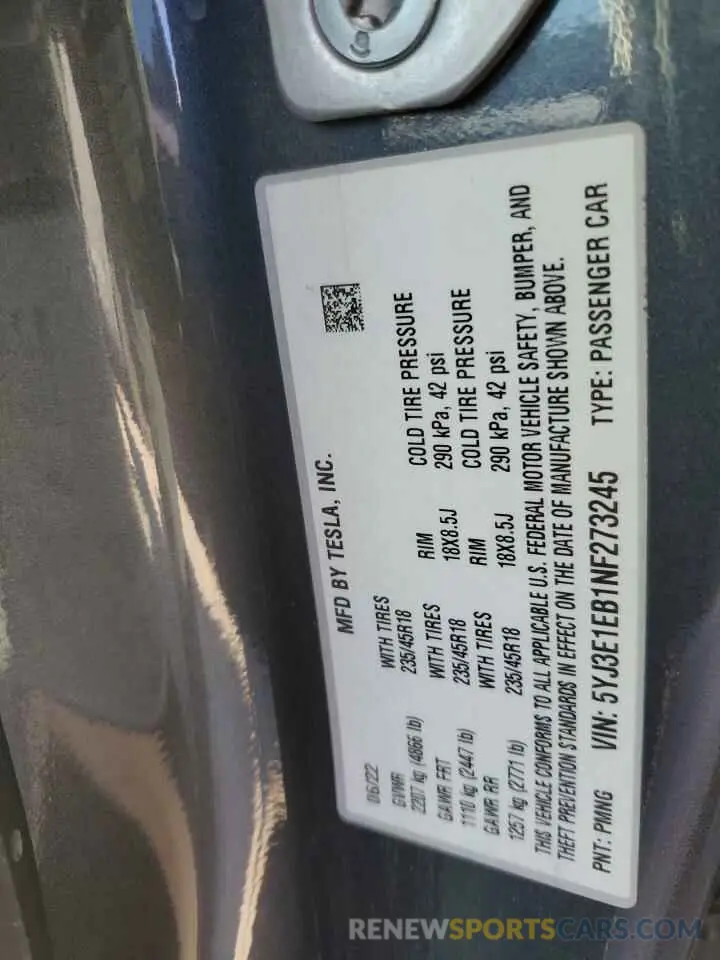 MFD BY TESLA, INC.
06/22
GVWR WITH TIRES RIM COLD TIRE PRESSURE
2207 kg (4866 lb) 235/45R18 18X8.5J 290 kPa, 42 psi
GAWR FRT WITH TIRES RIM COLD TIRE PRESSURE
1110 kg (2447 lb) 235/45R18 18X8.5J 290 kPa, 42 psi
GAWR RR WITH TIRES
1257 kg (2771 lb) 235/45R18
THIS VEHICLE CONFORMS TO ALL APPLICABLE U.S. FEDERAL MOTOR VEHICLE SAFETY, BUMPER, AND
THEFT PREVENTION STANDARDS IN EFFECT ON THE DATE OF MANUFACTURE SHOWN ABOVE.
PNT: PMNG VIN: 5YJ3E1EB1NF273245 TYPE: PASSENGER CAR
RENEWSPORTSCARS.COM